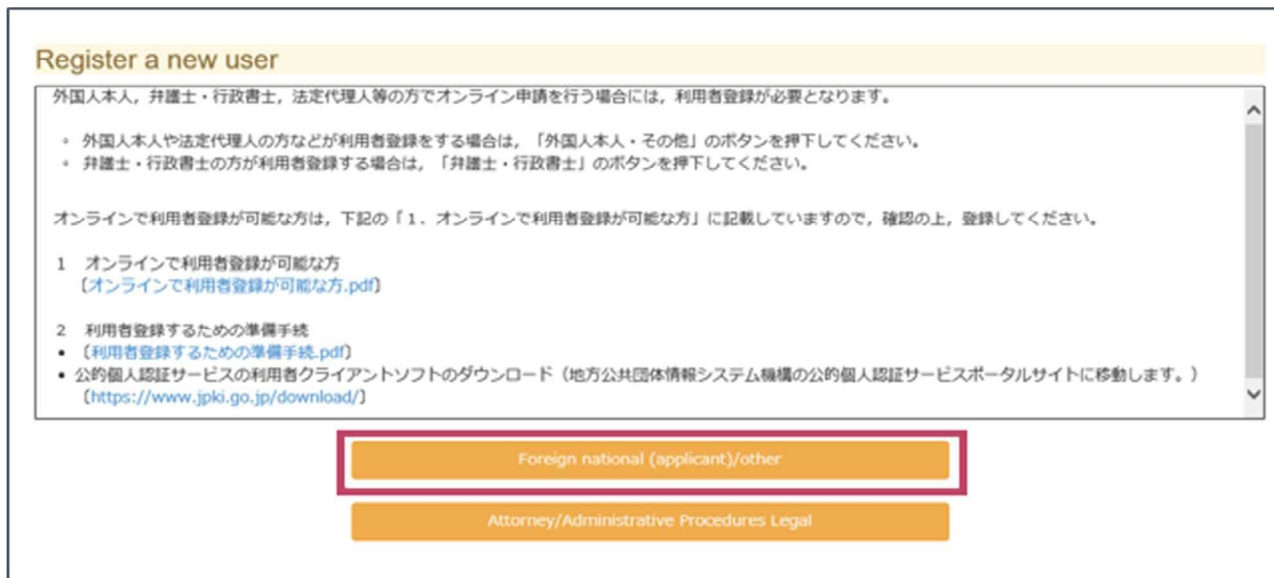 Register a new user
外国人本人，弁護士・行政書士，法定代理人等の方でオンライン申請を行う場合には，利用者登録が必要となります。
◦ 外国人本人や法定代理人の方などが利用者登録をする場合は，「外国人本人・その他」のボタンを押下してください。
◦ 弁護士・行政書士の方が利用者登録する場合は，「弁護士・行政書士」のボタンを押下してください。
オンラインで利用者登録が可能な方は，下記の「１．オンラインで利用者登録が可能な方」に記載していますので，確認の上，登録してください。
1 オンラインで利用者登録が可能な方
〔オンラインで利用者登録が可能な方.pdf〕
2 利用者登録するための準備手続
• 〔利用者登録するための準備手続.pdf〕
• 公的個人認証サービスの利用者クライアントソフトのダウンロード（地方公共団体情報システム機構の公的個人認証サービスポータルサイトに移動します。）
〔https://www.jpki.go.jp/download/〕
Foreign national (applicant)/other
Attorney/Administrative Procedures Legal